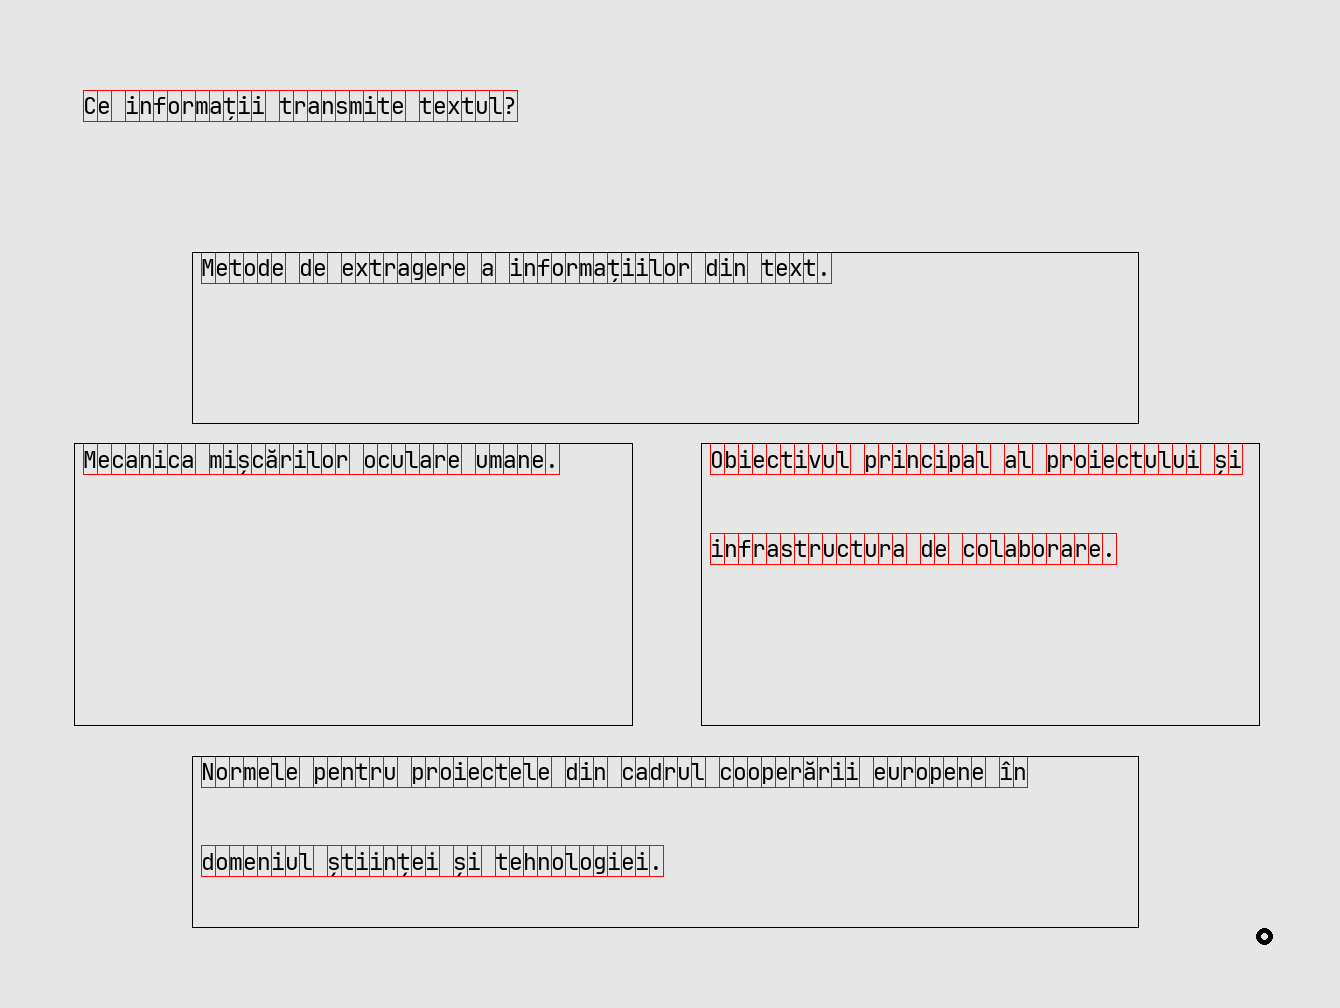 Ce informații transmite textul?
Metode de extragere a informațiilor din text.
Mecanica mișcărilor oculare umane.
Obiectivul principal al proiectului și
infrastructura de colaborare.
Normele pentru proiectele din cadrul cooperării europene în
domeniul științei și tehnologiei.